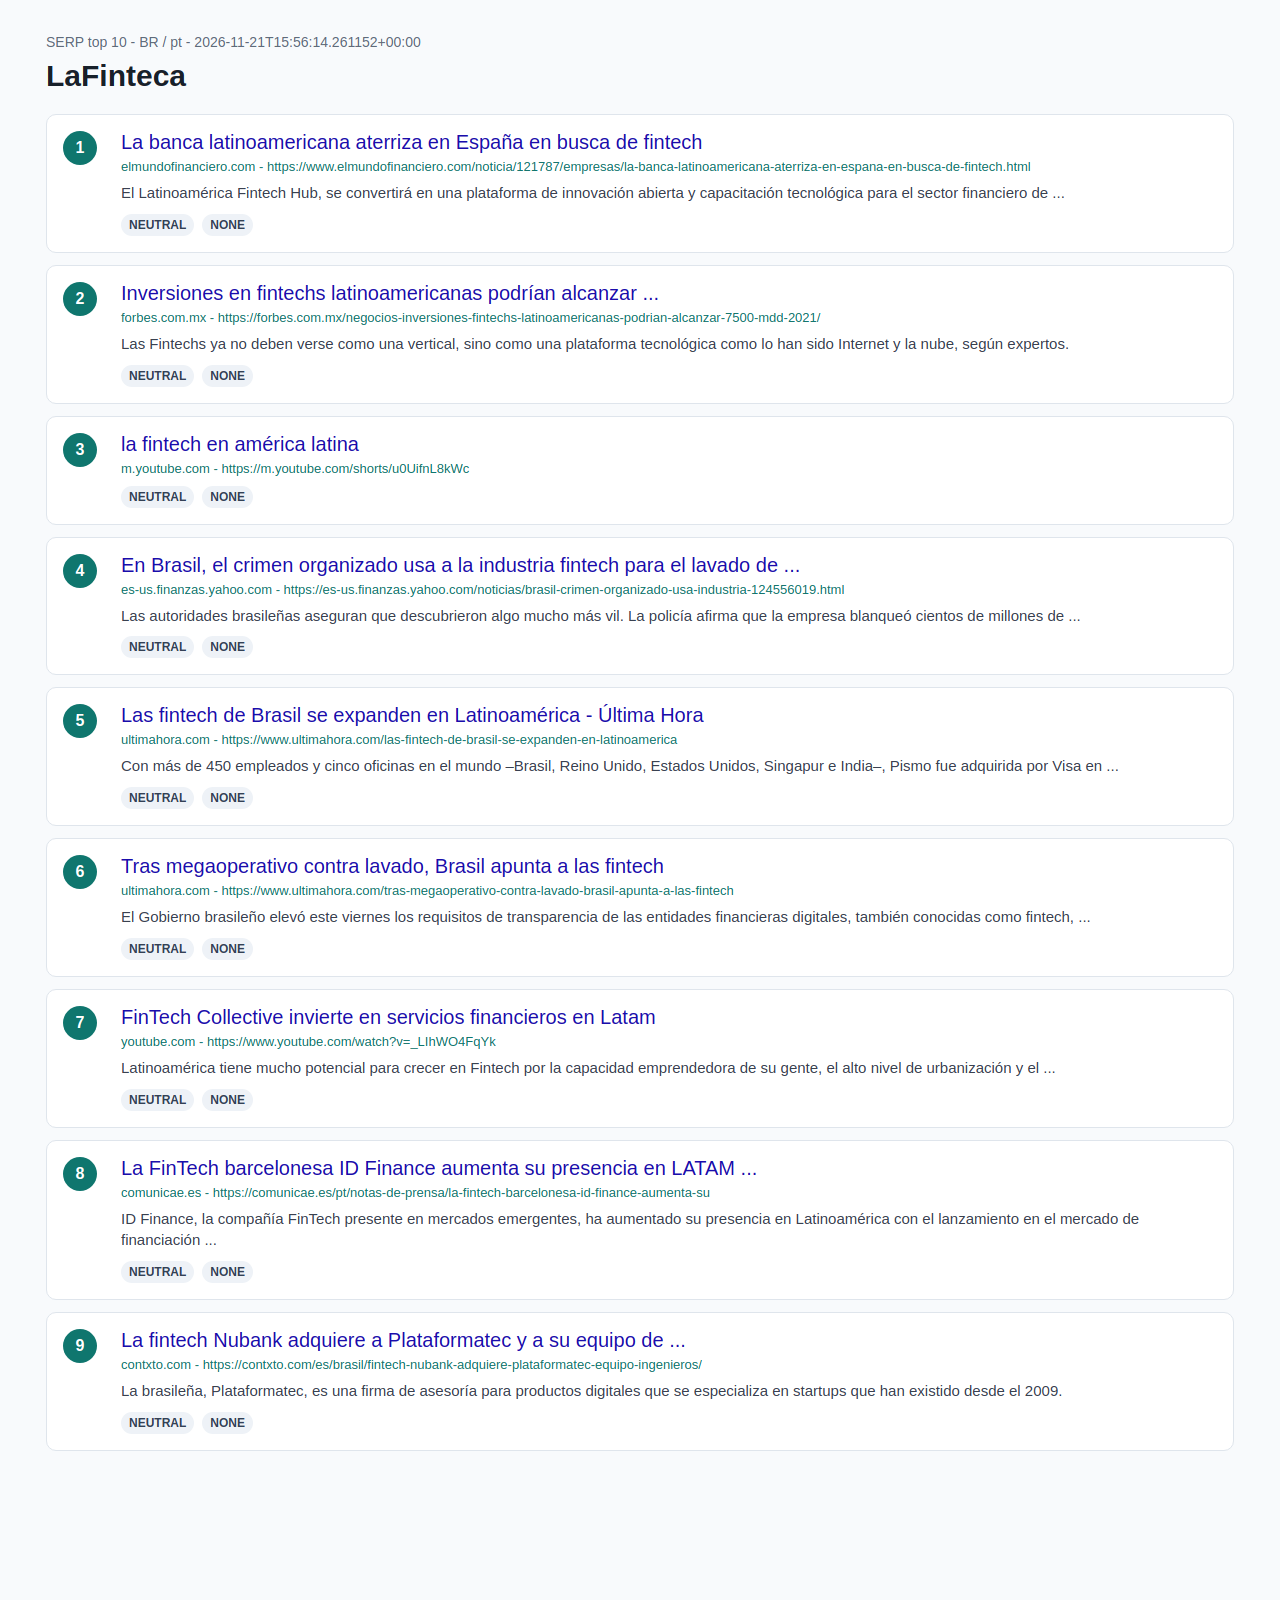 SERP top 10 - BR / pt - 2026-11-21T15:56:14.261152+00:00
LaFinteca
1
La banca latinoamericana aterriza en España en busca de fintech
elmundofinanciero.com - https://www.elmundofinanciero.com/noticia/121787/empresas/la-banca-latinoamericana-aterriza-en-espana-en-busca-de-fintech.html
El Latinoamérica Fintech Hub, se convertirá en una plataforma de innovación abierta y capacitación tecnológica para el sector financiero de ...
NEUTRAL NONE
2
Inversiones en fintechs latinoamericanas podrían alcanzar ...
forbes.com.mx - https://forbes.com.mx/negocios-inversiones-fintechs-latinoamericanas-podrian-alcanzar-7500-mdd-2021/
Las Fintechs ya no deben verse como una vertical, sino como una plataforma tecnológica como lo han sido Internet y la nube, según expertos.
NEUTRAL NONE
3
la fintech en américa latina
m.youtube.com - https://m.youtube.com/shorts/u0UifnL8kWc
NEUTRAL NONE
4
En Brasil, el crimen organizado usa a la industria fintech para el lavado de ...
es-us.finanzas.yahoo.com - https://es-us.finanzas.yahoo.com/noticias/brasil-crimen-organizado-usa-industria-124556019.html
Las autoridades brasileñas aseguran que descubrieron algo mucho más vil. La policía afirma que la empresa blanqueó cientos de millones de ...
NEUTRAL NONE
5
Las fintech de Brasil se expanden en Latinoamérica - Última Hora
ultimahora.com - https://www.ultimahora.com/las-fintech-de-brasil-se-expanden-en-latinoamerica
Con más de 450 empleados y cinco oficinas en el mundo –Brasil, Reino Unido, Estados Unidos, Singapur e India–, Pismo fue adquirida por Visa en ...
NEUTRAL NONE
6
Tras megaoperativo contra lavado, Brasil apunta a las fintech
ultimahora.com - https://www.ultimahora.com/tras-megaoperativo-contra-lavado-brasil-apunta-a-las-fintech
El Gobierno brasileño elevó este viernes los requisitos de transparencia de las entidades financieras digitales, también conocidas como fintech, ...
NEUTRAL NONE
7
FinTech Collective invierte en servicios financieros en Latam
youtube.com - https://www.youtube.com/watch?v=_LIhWO4FqYk
Latinoamérica tiene mucho potencial para crecer en Fintech por la capacidad emprendedora de su gente, el alto nivel de urbanización y el ...
NEUTRAL NONE
8
La FinTech barcelonesa ID Finance aumenta su presencia en LATAM ...
comunicae.es - https://comunicae.es/pt/notas-de-prensa/la-fintech-barcelonesa-id-finance-aumenta-su
ID Finance, la compañía FinTech presente en mercados emergentes, ha aumentado su presencia en Latinoamérica con el lanzamiento en el mercado de
financiación ...
NEUTRAL NONE
9
La fintech Nubank adquiere a Plataformatec y a su equipo de ...
contxto.com - https://contxto.com/es/brasil/fintech-nubank-adquiere-plataformatec-equipo-ingenieros/
La brasileña, Plataformatec, es una firma de asesoría para productos digitales que se especializa en startups que han existido desde el 2009.
NEUTRAL NONE